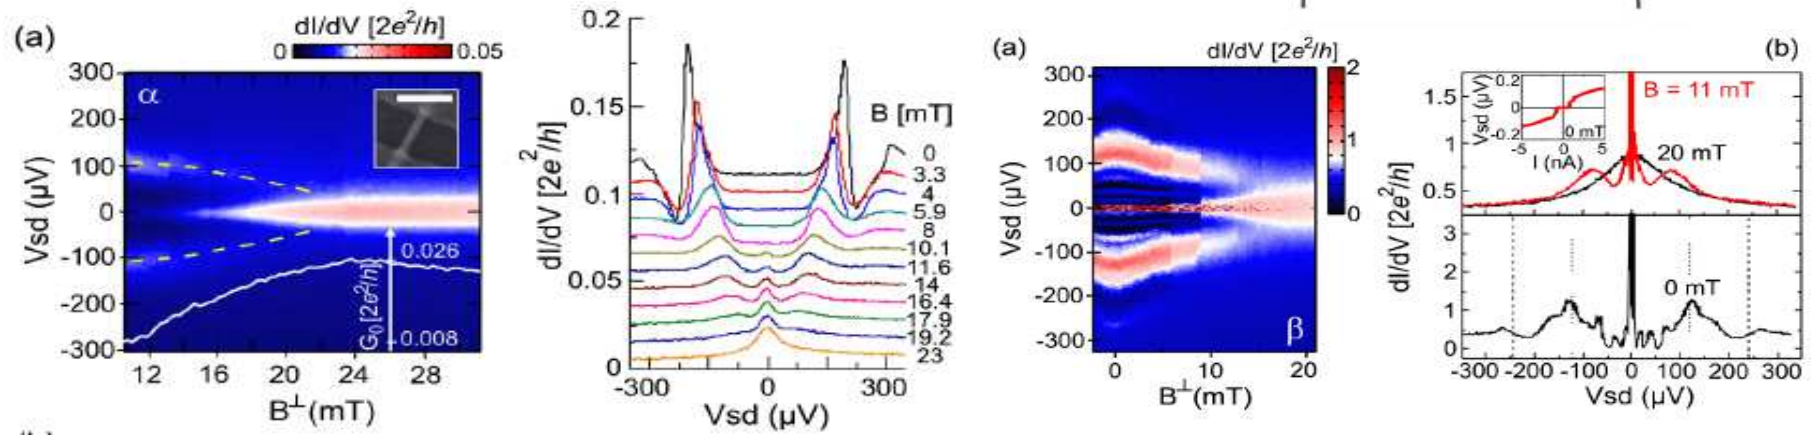 (a)
dI/dV [2e²/h]
0 0.05
α
300
200
100
0
-100
-200
-300
Vsd (µV)
0.026
G₀ [2e²/h]
0.008
12 16 20 24 28
B⊥(mT)
0.2
0.15
0.1
0.05
0
dI/dV [2e²/h]
B [mT]
0
3.3
4
5.9
8
10.1
11.6
14
16.4
17.9
19.2
23
-300 0 300
Vsd (µV)
(a)
dI/dV [2e²/h]
2
1
0
300
200
100
0
-100
-200
-300
Vsd (µV)
β
0 10 20
B⊥(mT)
(b)
1.5
0.5
3
2
1
0
dI/dV [2e²/h]
0.2
0
-0.2
Vsd (µV)
0 mT
-5 0 5
I (nA)
B = 11 mT
20 mT
0 mT
-300 -200 -100 0 100 200 300
Vsd (µV)